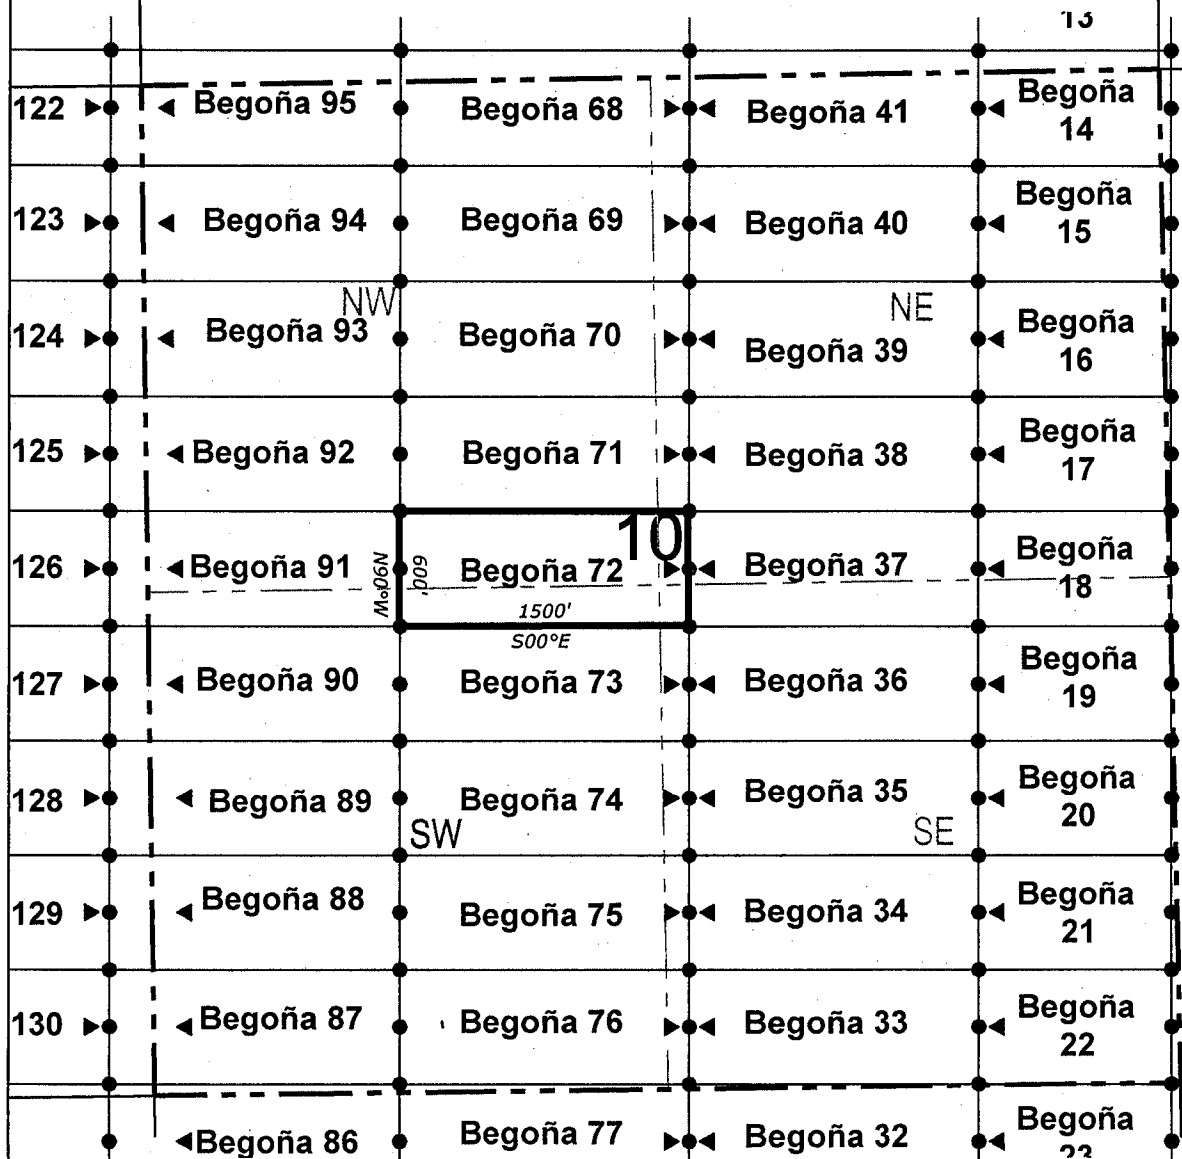 13
122 Begoña 95 Begoña 68 Begoña 41 Begoña
14
123 Begoña 94 Begoña 69 Begoña 40 Begoña
15
NW NE
124 Begoña 93 Begoña 70 Begoña 39 Begoña
16
125 Begoña 92 Begoña 71 Begoña 38 Begoña
17
10
126 Begoña 91 N90°W 600' Begoña 72 Begoña 37 Begoña
18
1500'
S00°E
127 Begoña 90 Begoña 73 Begoña 36 Begoña
19
128 Begoña 89 Begoña 74 Begoña 35 Begoña
20
SW SE
129 Begoña 88 Begoña 75 Begoña 34 Begoña
21
130 Begoña 87 Begoña 76 Begoña 33 Begoña
22
Begoña 86 Begoña 77 Begoña 32 Begoña
23